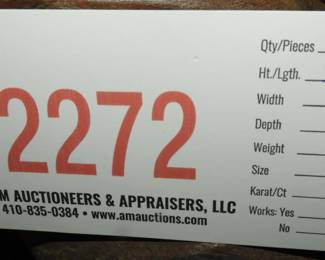 2272
M AUCTIONEERS & APPRAISERS, LLC
410-835-0384 • www.amauctions.com
Qty/Pieces
Ht./Lgth.
Width
Depth
Weight
Size
Karat/Ct
Works: Yes
No